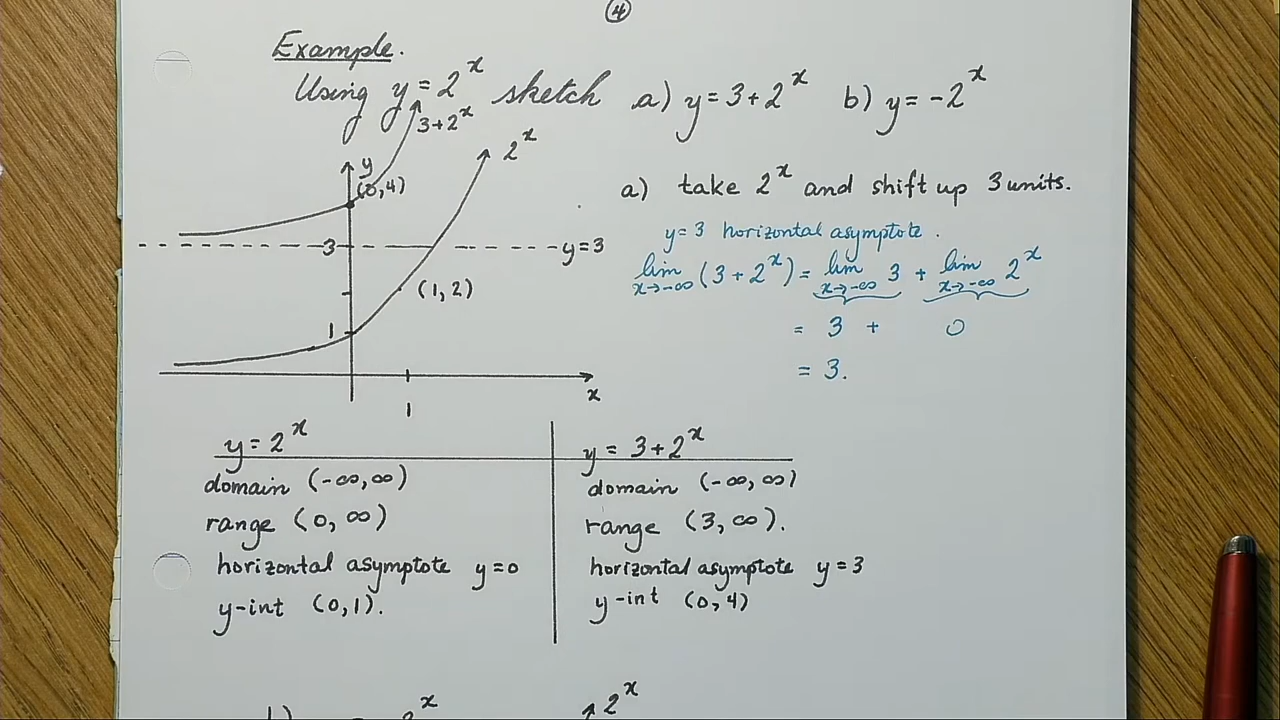 ④
Example.
Using y = 2^x sketch a) y = 3 + 2^x b) y = -2^x
3+2^x
2^x
y
(0,4)
3
y=3
(1,2)
1
x
1
a) take 2^x and shift up 3 units.
y=3 horizontal asymptote.
lim x→-∞ (3 + 2^x) = lim x→-∞ 3 + lim x→-∞ 2^x
= 3 + 0
= 3.
y = 2^x
domain (-∞,∞)
range (0, ∞)
horizontal asymptote y=0
y-int (0,1).
y = 3+2^x
domain (-∞, ∞)
range (3, ∞).
horizontal asymptote y=3
y-int (0,4)
2^x